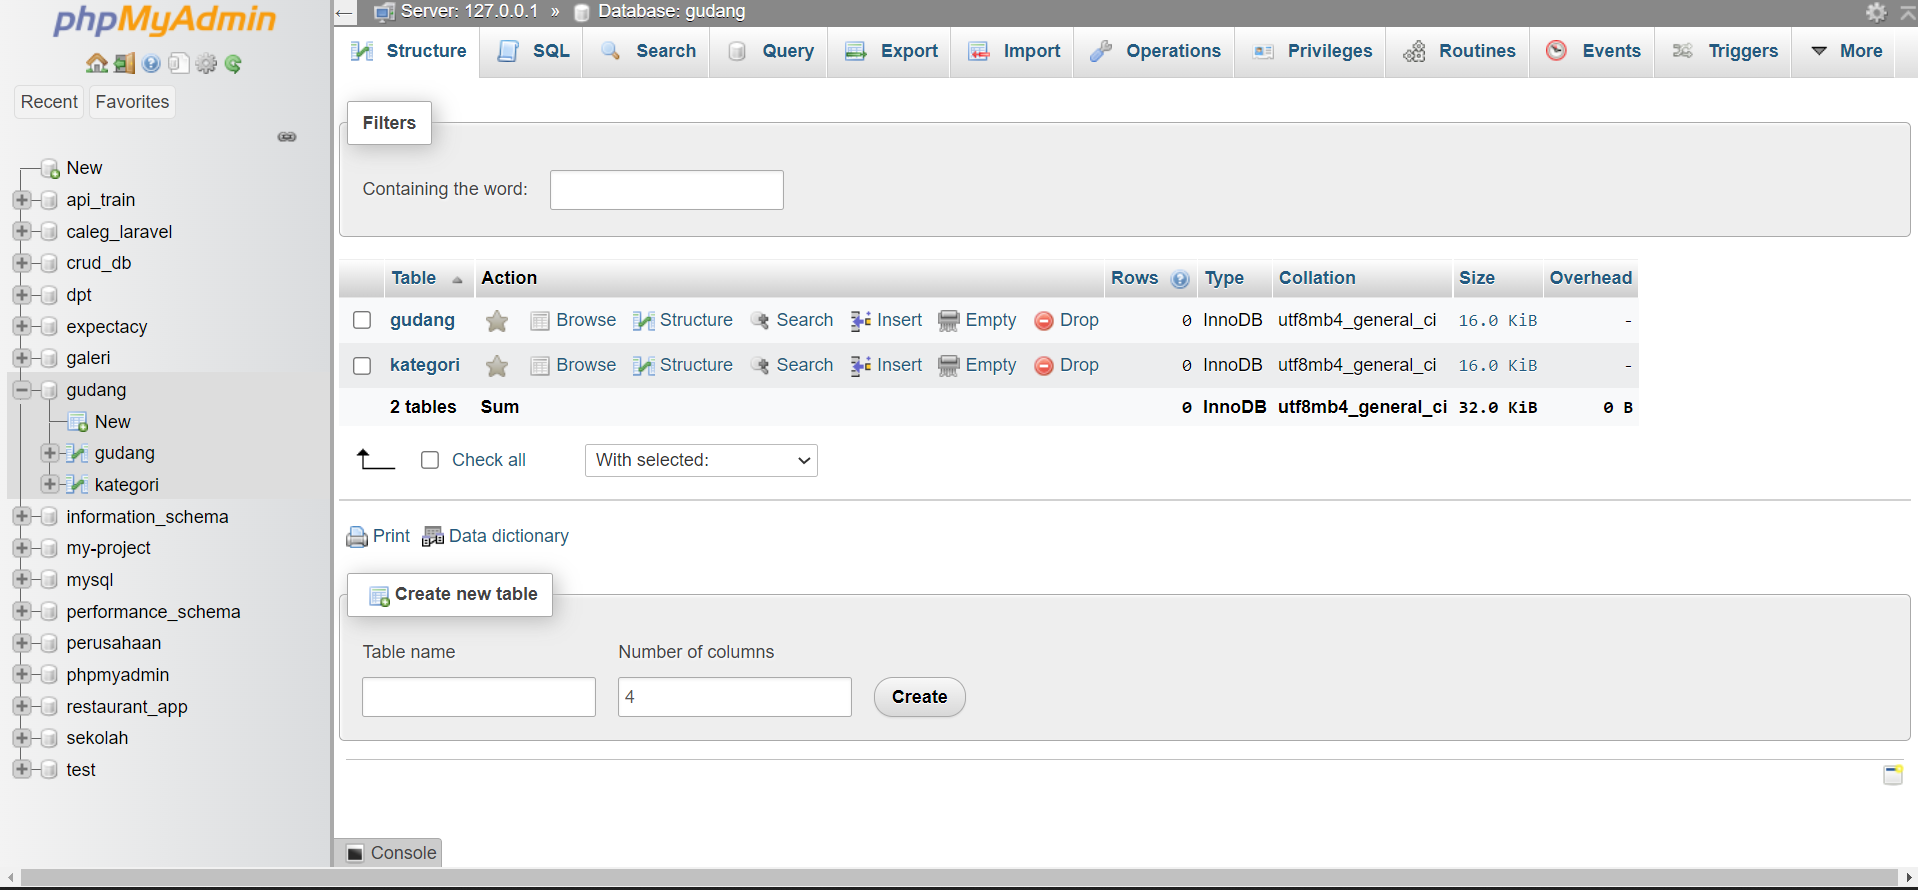 phpMyAdmin
Recent Favorites
New
api_train
caleg_laravel
crud_db
dpt
expectacy
galeri
gudang
New
gudang
kategori
information_schema
my-project
mysql
performance_schema
perusahaan
phpmyadmin
restaurant_app
sekolah
test
Server: 127.0.0.1 » Database: gudang
Structure SQL Search Query Export Import Operations Privileges Routines Events Triggers More
Filters
Containing the word:
Table Action Rows Type Collation Size Overhead
gudang Browse Structure Search Insert Empty Drop 0 InnoDB utf8mb4_general_ci 16.0 KiB -
kategori Browse Structure Search Insert Empty Drop 0 InnoDB utf8mb4_general_ci 16.0 KiB -
2 tables Sum 0 InnoDB utf8mb4_general_ci 32.0 KiB 0 B
Check all With selected:
Print Data dictionary
Create new table
Table name Number of columns
4 Create
Console